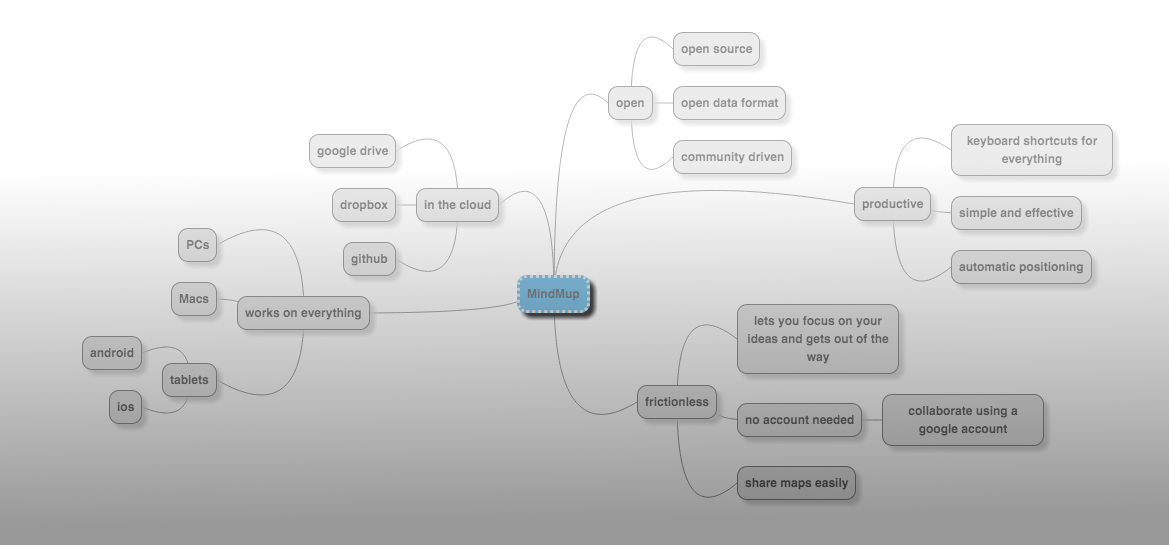 open source
open
open data format
community driven
keyboard shortcuts for
everything
productive
simple and effective
automatic positioning
google drive
dropbox
in the cloud
github
PCs
Macs
works on everything
android
tablets
ios
MindMup
lets you focus on your
ideas and gets out of the
way
frictionless
no account needed
collaborate using a
google account
share maps easily